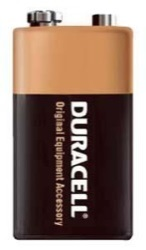 DURACELL®
Original Equipment Accessory